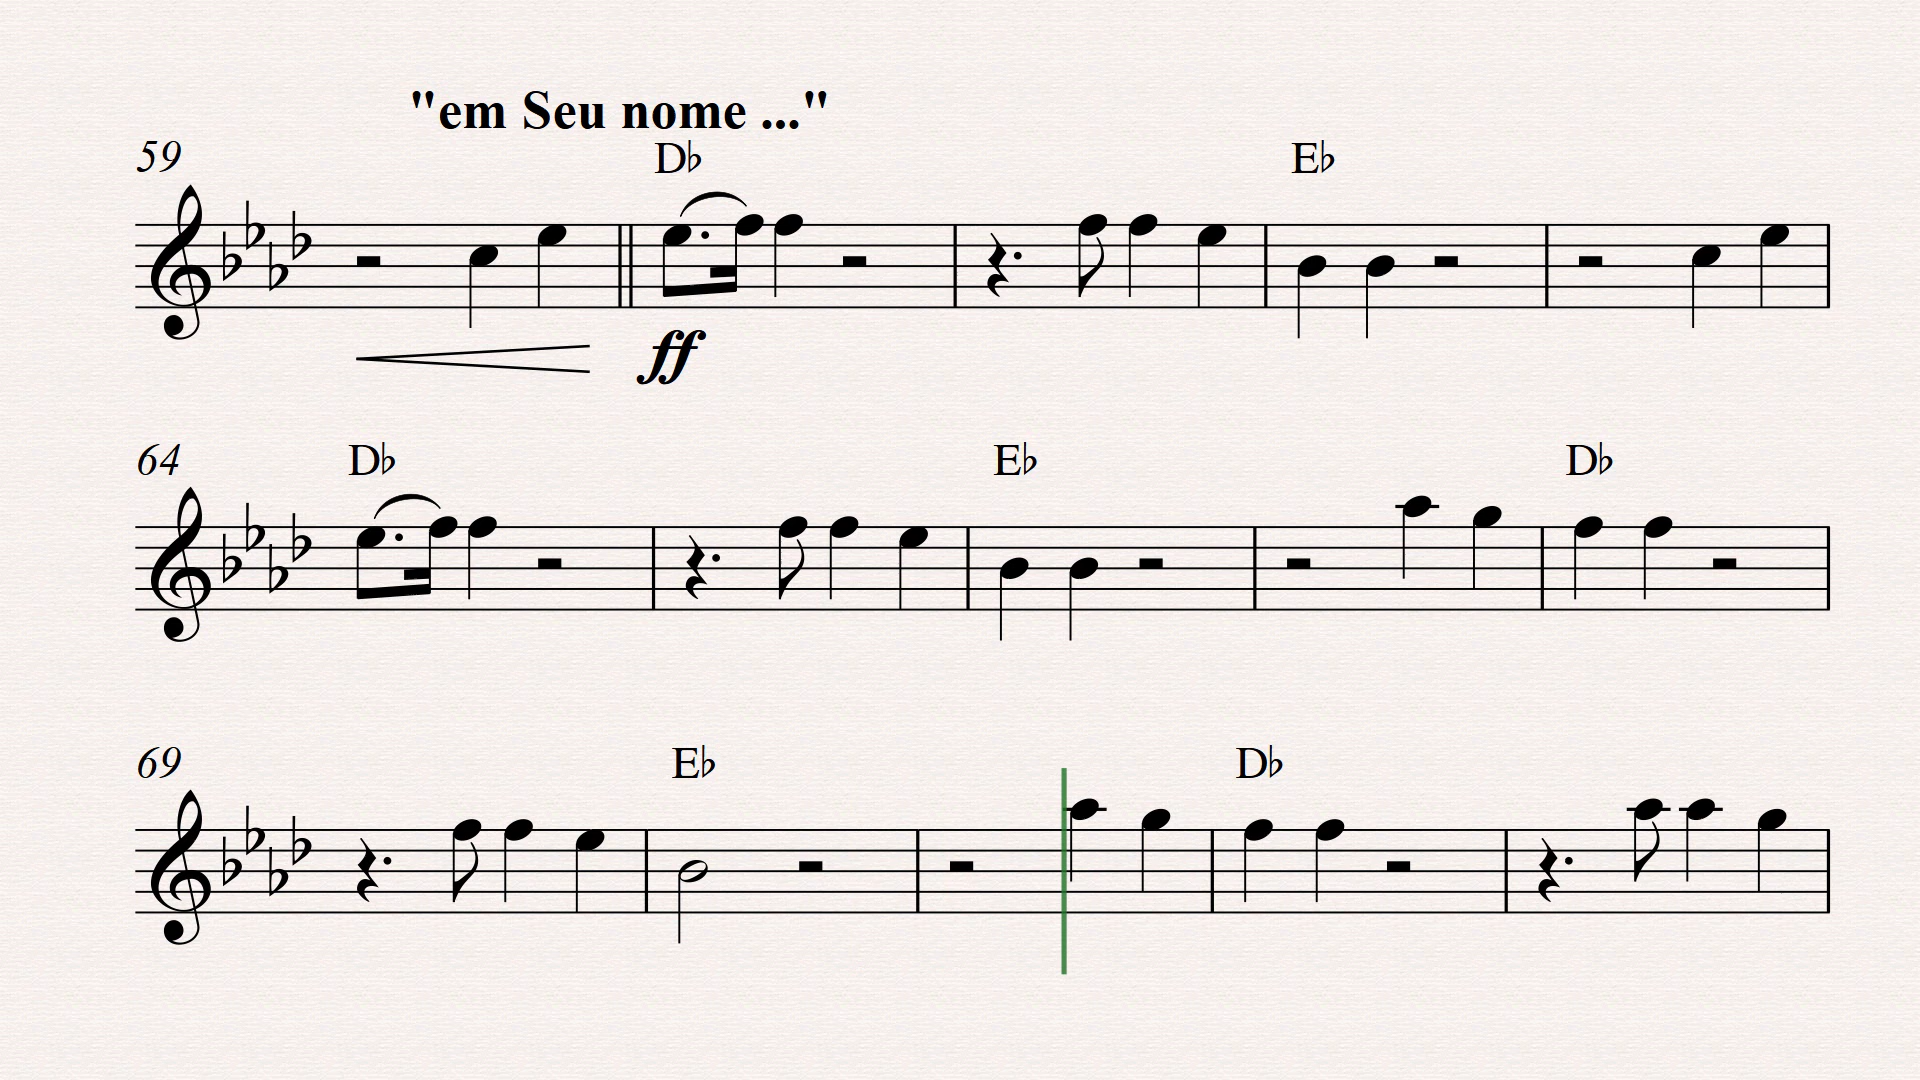 "em Seu nome ..."
59 D♭ E♭
ff
64 D♭ E♭ D♭
69 E♭ D♭